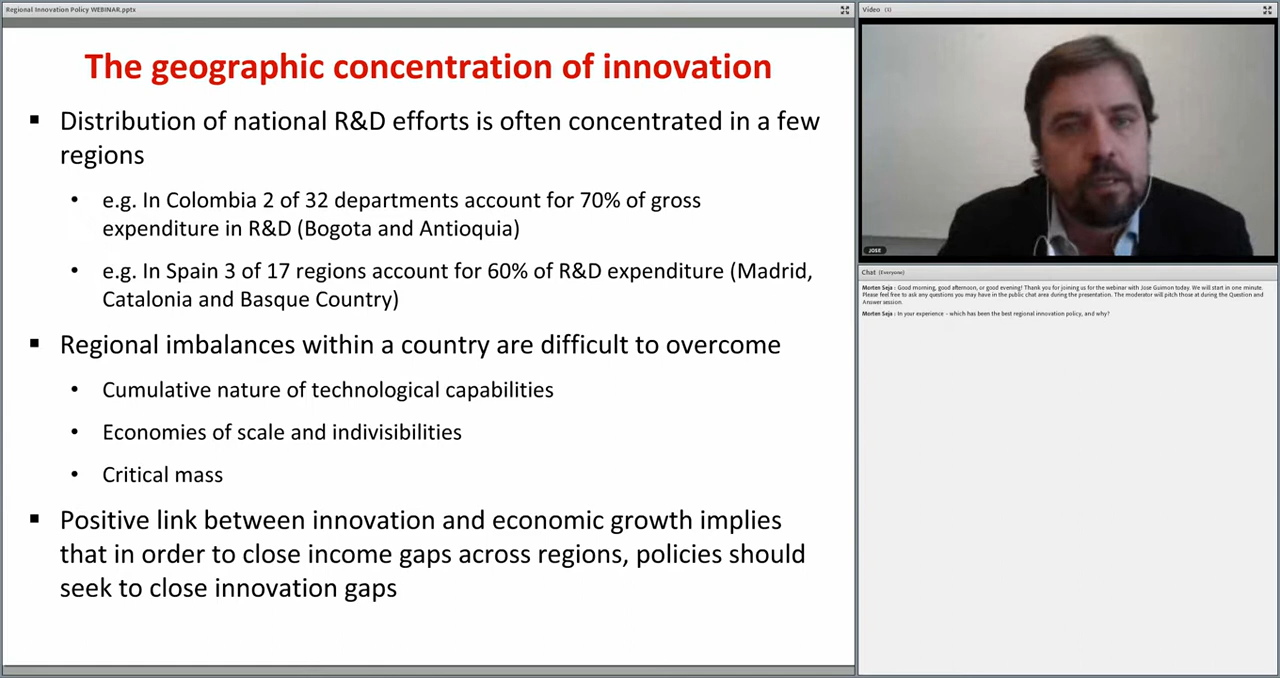 Regional Innovation Policy WEBINAR.pptx
The geographic concentration of innovation
Distribution of national R&D efforts is often concentrated in a few
regions
e.g. In Colombia 2 of 32 departments account for 70% of gross
expenditure in R&D (Bogota and Antioquia)
e.g. In Spain 3 of 17 regions account for 60% of R&D expenditure (Madrid,
Catalonia and Basque Country)
Regional imbalances within a country are difficult to overcome
Cumulative nature of technological capabilities
Economies of scale and indivisibilities
Critical mass
Positive link between innovation and economic growth implies
that in order to close income gaps across regions, policies should
seek to close innovation gaps
Video (3)
JOSE
Chat (Everyone)
Morten Seja : Good morning, good afternoon, or good evening! Thank you for joining us for the webinar with Jose Guimon today. We will start in one minute.
Please feel free to ask any questions you may have in the public chat area during the presentation. The moderator will pitch those at during the Question and
Answer session.
Morten Seja : In your experience - which has been the best regional innovation policy, and why?